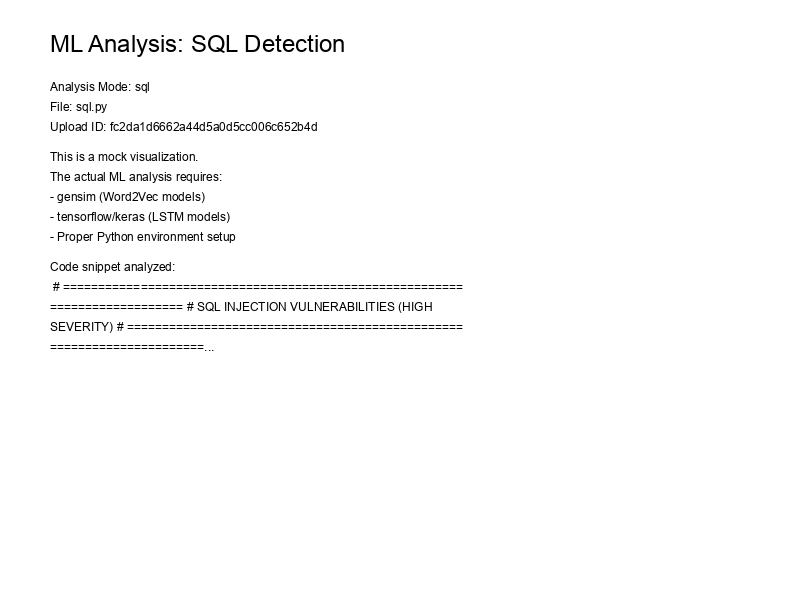 ML Analysis: SQL Detection
Analysis Mode: sql
File: sql.py
Upload ID: fc2da1d6662a44d5a0d5cc006c652b4d
This is a mock visualization.
The actual ML analysis requires:
- gensim (Word2Vec models)
- tensorflow/keras (LSTM models)
- Proper Python environment setup
Code snippet analyzed:
# =========================================================
=================== # SQL INJECTION VULNERABILITIES (HIGH
SEVERITY) # ================================================
======================...